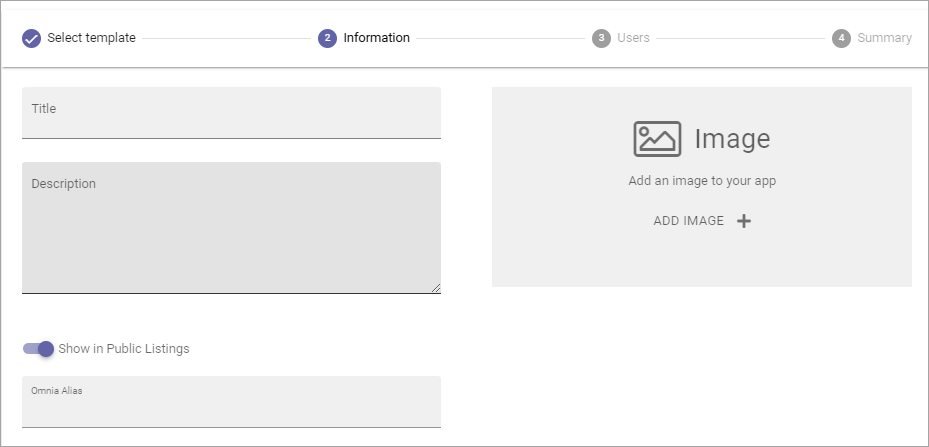 Select template
2 Information
3 Users
4 Summary
Title
Image
Add an image to your app
ADD IMAGE
Description
Show in Public Listings
Omnia Alias